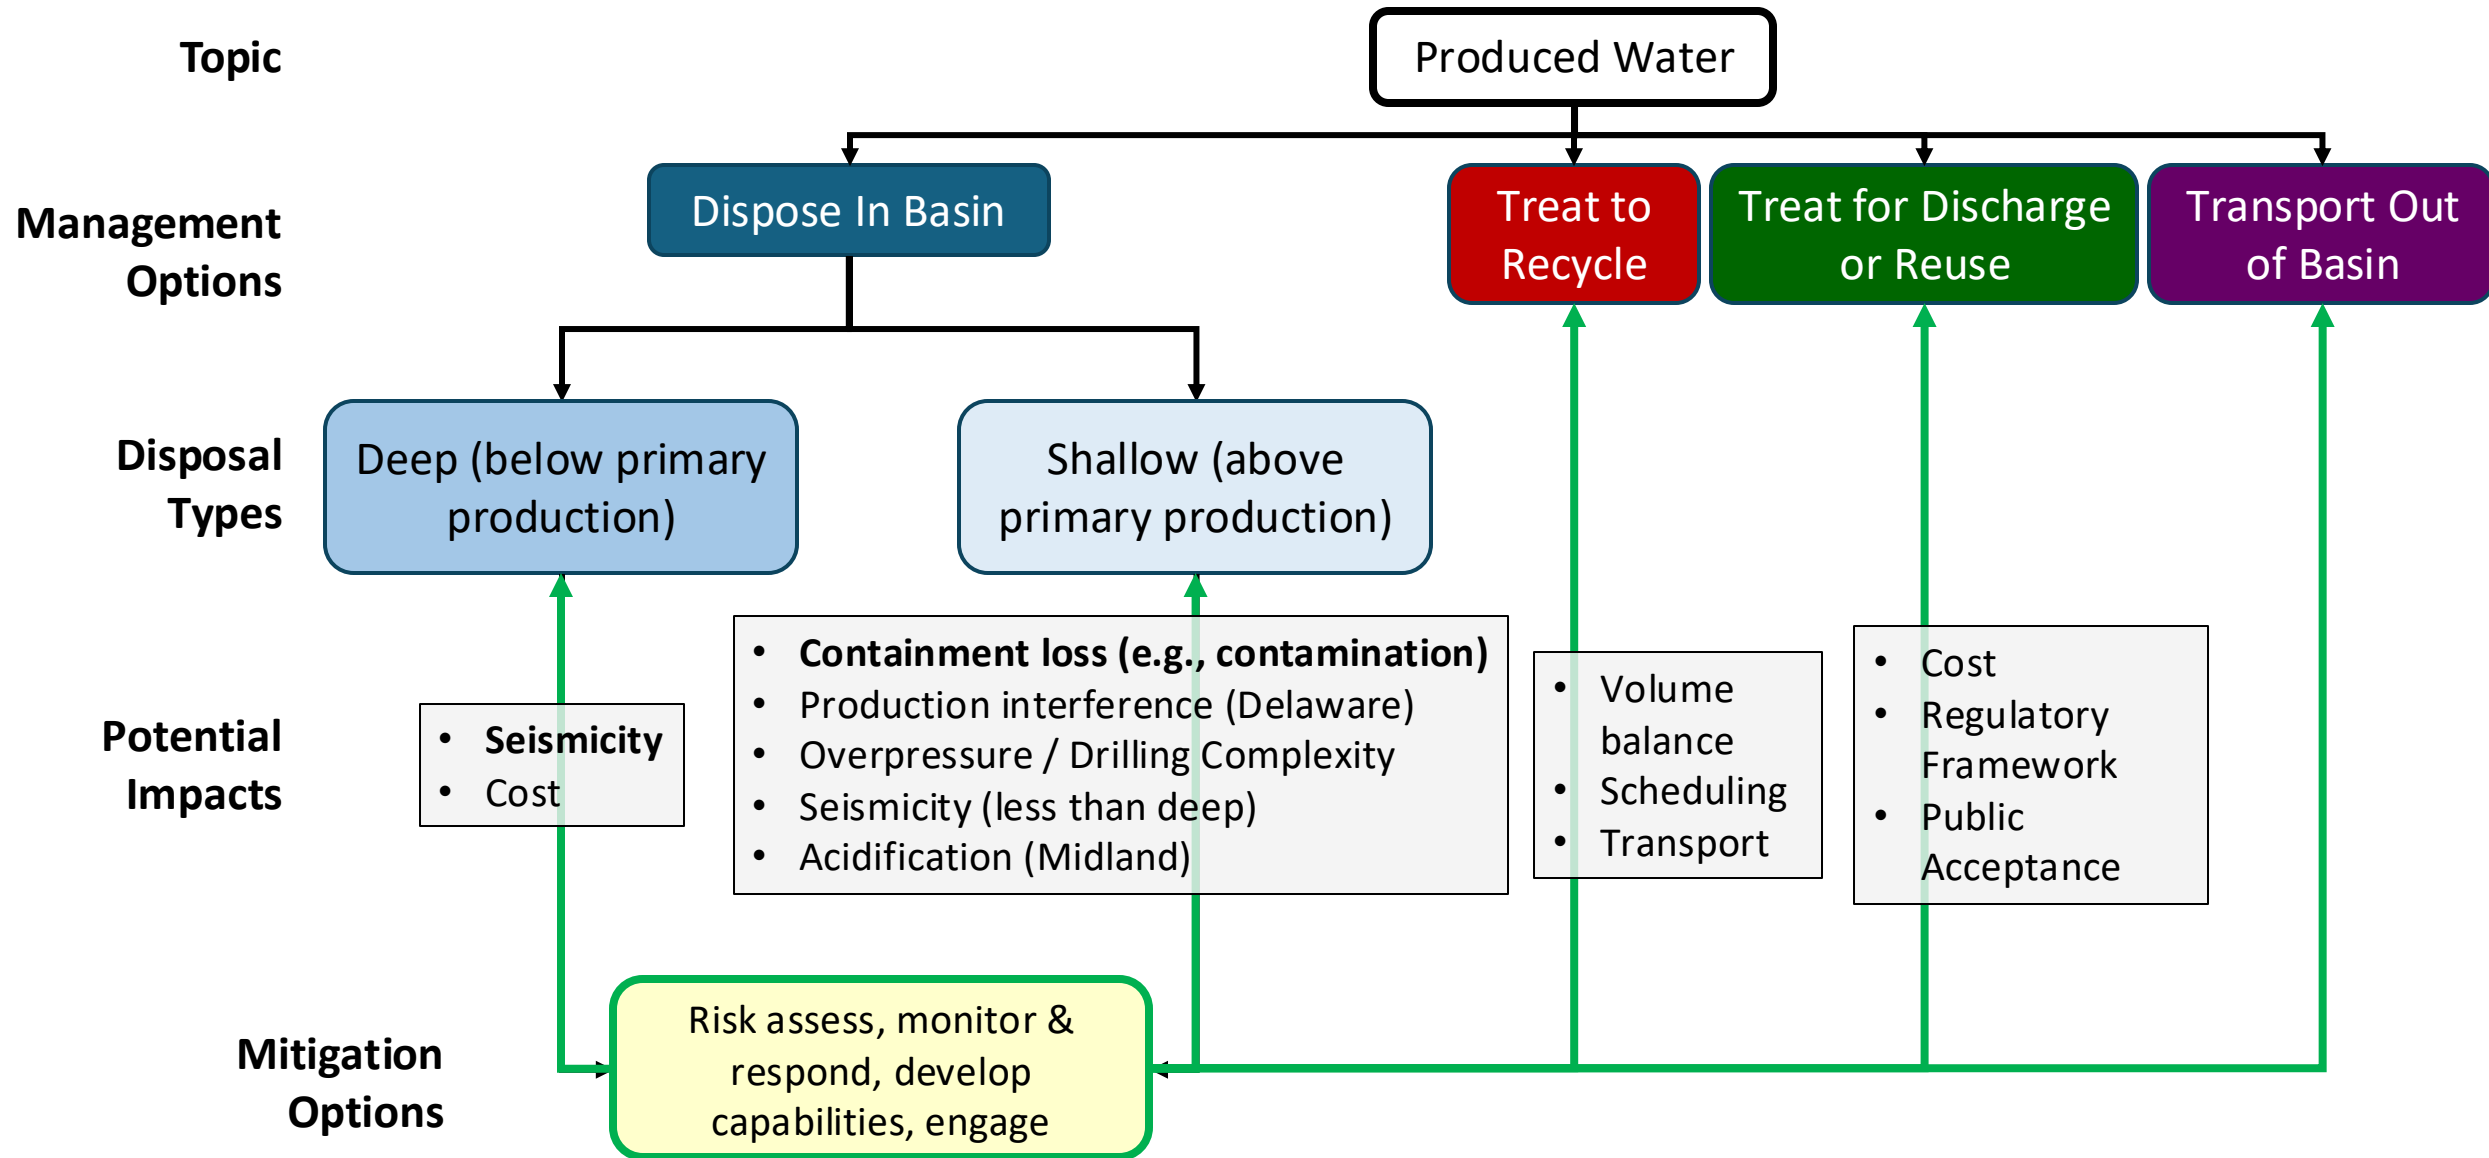 Topic
Produced Water
Management
Options
Dispose In Basin
Treat to
Recycle
Treat for Discharge
or Reuse
Transport Out
of Basin
Disposal
Types
Deep (below primary
production)
Shallow (above
primary production)
Potential
Impacts
• Seismicity
• Cost
• Containment loss (e.g., contamination)
• Production interference (Delaware)
• Overpressure / Drilling Complexity
• Seismicity (less than deep)
• Acidification (Midland)
• Volume
balance
• Scheduling
• Transport
• Cost
• Regulatory
Framework
• Public
Acceptance
Mitigation
Options
Risk assess, monitor &
respond, develop
capabilities, engage